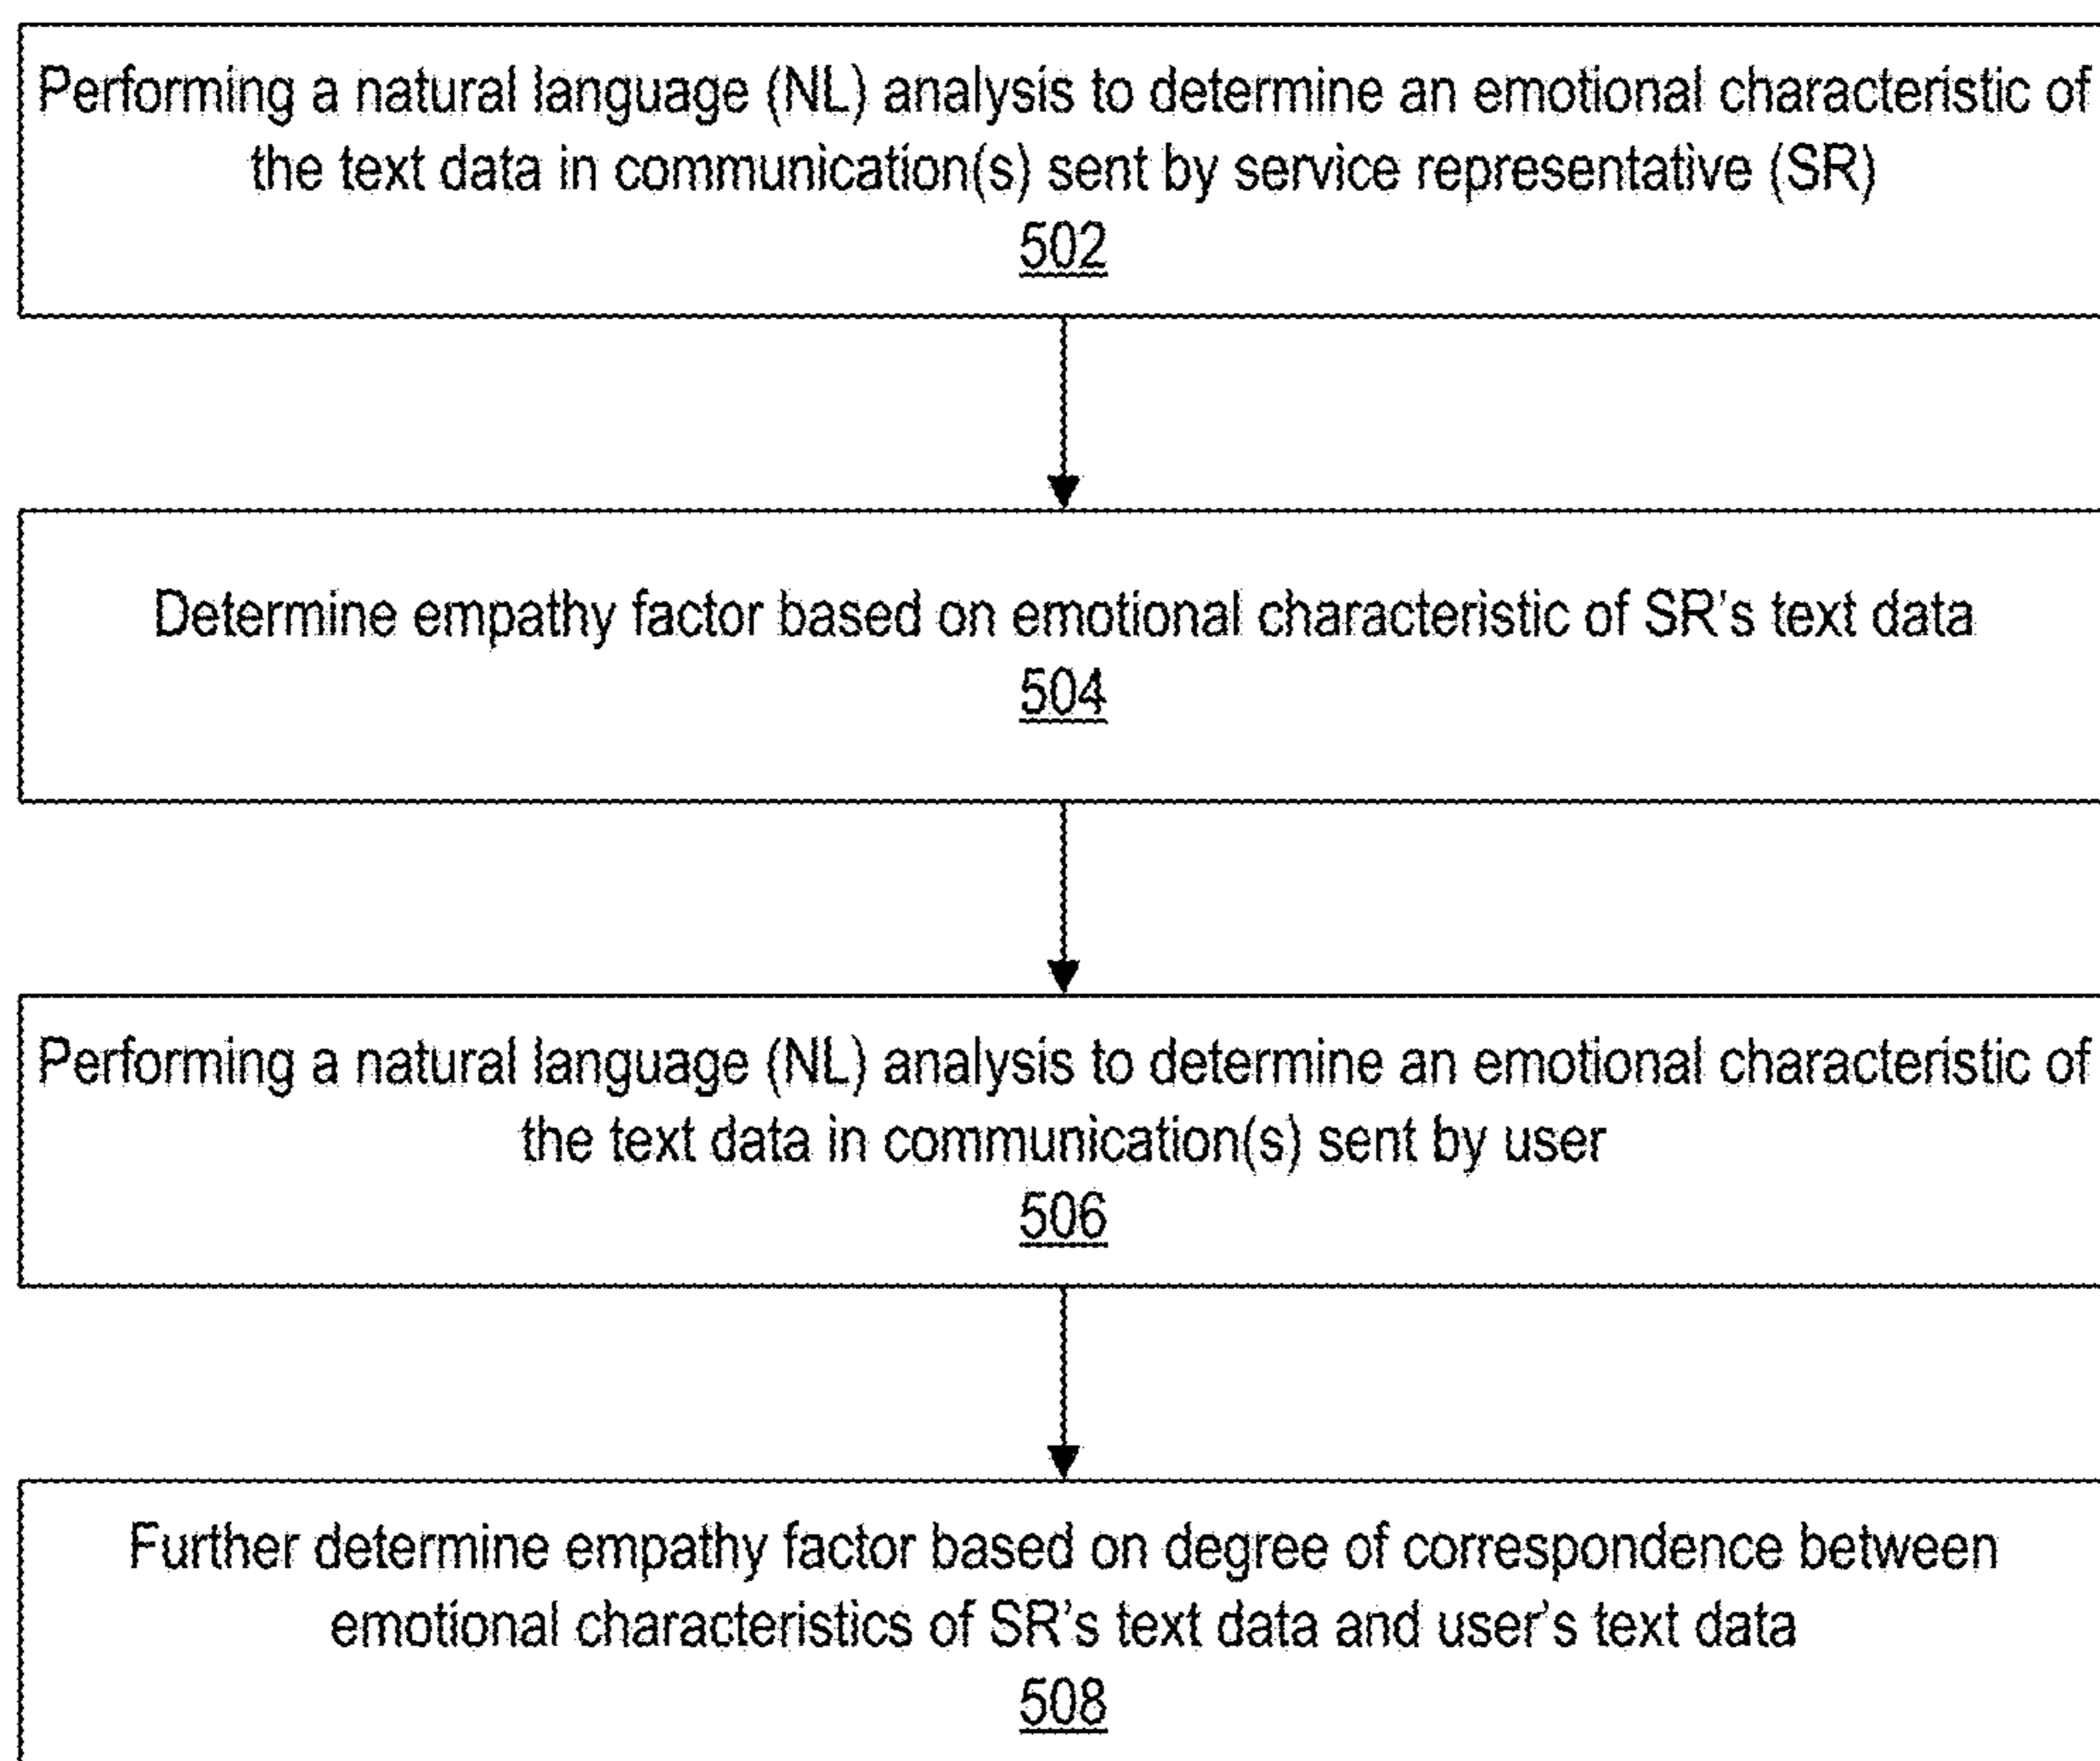 Performing a natural language (NL) analysis to determine an emotional characteristic of
the text data in communication(s) sent by service representative (SR)
502
Determine empathy factor based on emotional characteristic of SR's text data
504
Performing a natural language (NL) analysis to determine an emotional characteristic of
the text data in communication(s) sent by user
506
Further determine empathy factor based on degree of correspondence between
emotional characteristics of SR's text data and user's text data
508